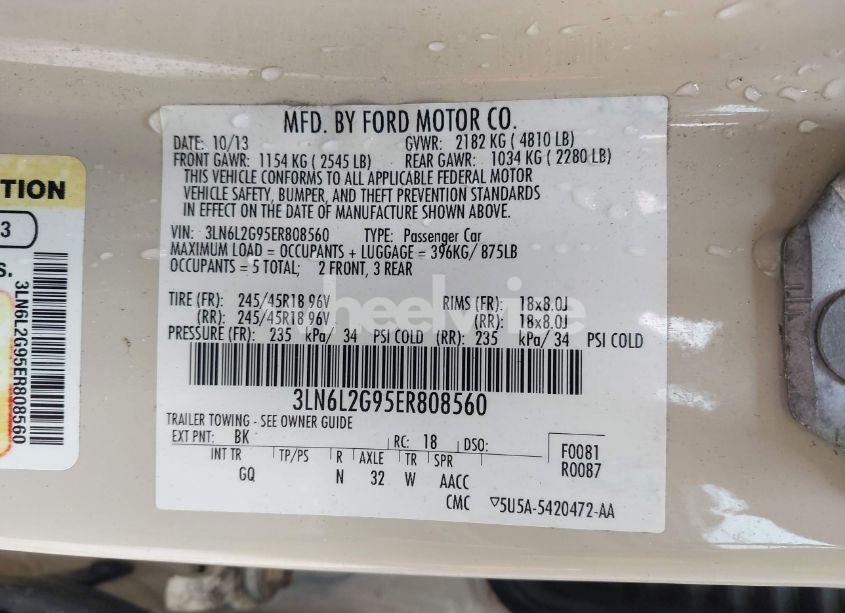 MFD. BY FORD MOTOR CO.
DATE: 10/13 GVWR: 2182 KG ( 4810 LB)
FRONT GAWR: 1154 KG ( 2545 LB) REAR GAWR: 1034 KG ( 2280 LB)
THIS VEHICLE CONFORMS TO ALL APPLICABLE FEDERAL MOTOR
VEHICLE SAFETY, BUMPER, AND THEFT PREVENTION STANDARDS
IN EFFECT ON THE DATE OF MANUFACTURE SHOWN ABOVE.
VIN: 3LN6L2G95ER808560 TYPE: Passenger Car
MAXIMUM LOAD = OCCUPANTS + LUGGAGE = 396KG/ 875LB
OCCUPANTS = 5 TOTAL; 2 FRONT, 3 REAR
TIRE (FR): 245/45R18 96V RIMS (FR): 18x8.0J
(RR): 245/45R18 96V (RR): 18x8.0J
PRESSURE (FR): 235 kPa/ 34 PSI COLD (RR): 235 kPa/ 34 PSI COLD
3LN6L2G95ER808560
TRAILER TOWING - SEE OWNER GUIDE
EXT PNT: BK RC: 18 DSO: F0081
R0087
INT TR TP/PS R AXLE TR SPR
GQ N 32 W AACC
CMC ▽5U5A-5420472-AA
TION
3
S.
3LN6L2G95ER808560